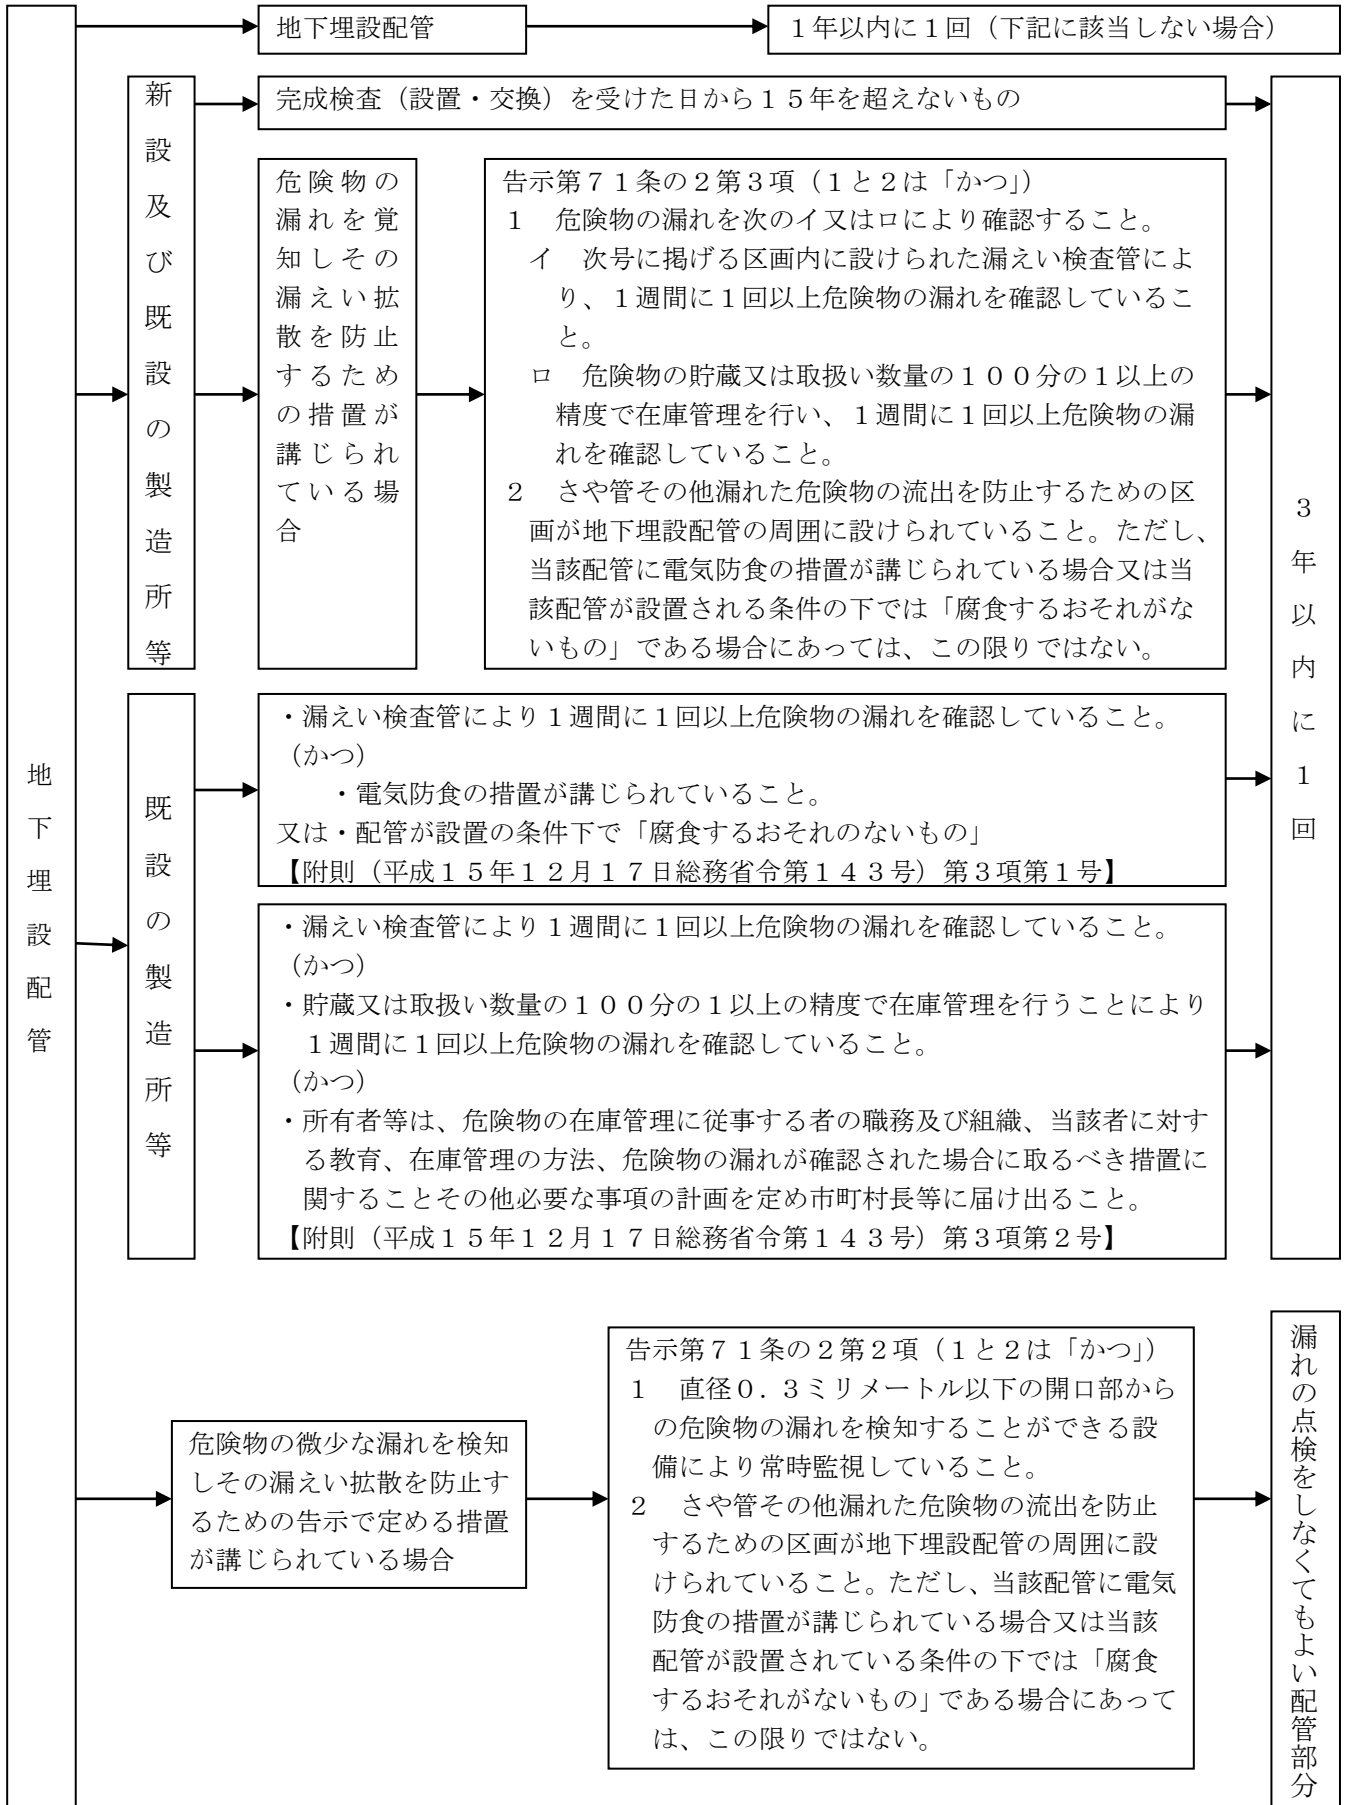 地下埋設配管
地下埋設配管
１年以内に１回（下記に該当しない場合）
新設及び既設の製造所等
完成検査（設置・交換）を受けた日から１５年を超えないもの
危険物の
漏れを覚
知しその
漏えい拡
散を防止
するため
の措置が
講じられ
ている場
合
告示第７１条の２第３項（１と２は「かつ」）
１　危険物の漏れを次のイ又はロにより確認すること。
イ　次号に掲げる区画内に設けられた漏えい検査管によ
り、１週間に１回以上危険物の漏れを確認しているこ
と。
ロ　危険物の貯蔵又は取扱い数量の１００分の１以上の
精度で在庫管理を行い、１週間に１回以上危険物の漏
れを確認していること。
２　さや管その他漏れた危険物の流出を防止するための区
画が地下埋設配管の周囲に設けられていること。ただし、
当該配管に電気防食の措置が講じられている場合又は当
該配管が設置される条件の下では「腐食するおそれがな
いもの」である場合にあっては、この限りではない。
３年以内に１回
既設の製造所等
・漏えい検査管により１週間に１回以上危険物の漏れを確認していること。
（かつ）
・電気防食の措置が講じられていること。
又は・配管が設置の条件下で「腐食するおそれのないもの」
【附則（平成１５年１２月１７日総務省令第１４３号）第３項第１号】
・漏えい検査管により１週間に１回以上危険物の漏れを確認していること。
（かつ）
・貯蔵又は取扱い数量の１００分の１以上の精度で在庫管理を行うことにより
１週間に１回以上危険物の漏れを確認していること。
（かつ）
・所有者等は、危険物の在庫管理に従事する者の職務及び組織、当該者に対す
る教育、在庫管理の方法、危険物の漏れが確認された場合に取るべき措置に
関することその他必要な事項の計画を定め市町村長等に届け出ること。
【附則（平成１５年１２月１７日総務省令第１４３号）第３項第２号】
危険物の微少な漏れを検知
しその漏えい拡散を防止す
るための告示で定める措置
が講じられている場合
告示第７１条の２第２項（１と２は「かつ」）
１　直径０．３ミリメートル以下の開口部から
の危険物の漏れを検知することができる設
備により常時監視していること。
２　さや管その他漏れた危険物の流出を防止
するための区画が地下埋設配管の周囲に設
けられていること。ただし、当該配管に電気
防食の措置が講じられている場合又は当該
配管が設置されている条件の下では「腐食
するおそれがないもの」である場合にあって
は、この限りではない。
漏れの点検をしなくてもよい配管部分